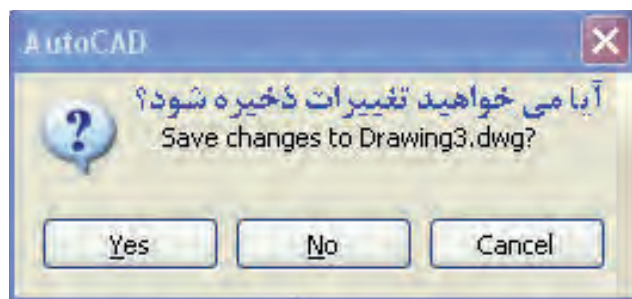 AutoCAD
آیا می خواهید تغییرات ذخیره شود؟
Save changes to Drawing3.dwg?
Yes
No
Cancel